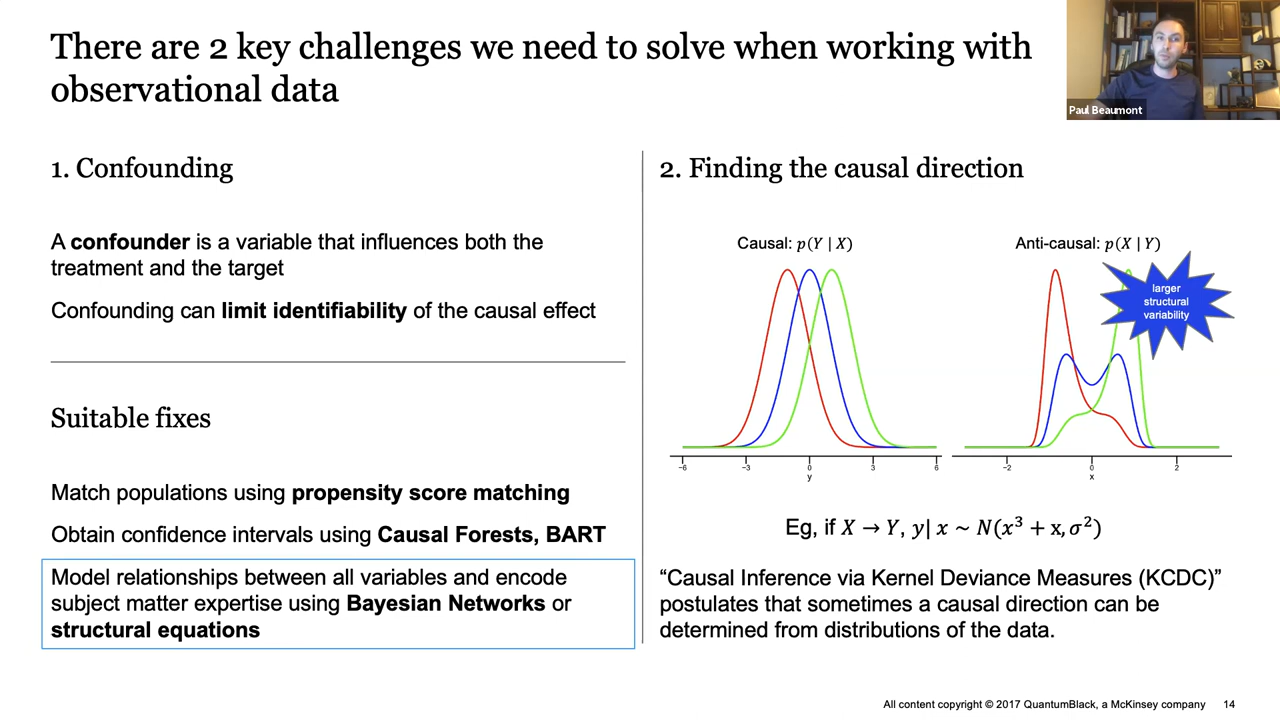 There are 2 key challenges we need to solve when working with
observational data
Paul Beaumont
1. Confounding
A confounder is a variable that influences both the
treatment and the target
Confounding can limit identifiability of the causal effect
Suitable fixes
Match populations using propensity score matching
Obtain confidence intervals using Causal Forests, BART
Model relationships between all variables and encode
subject matter expertise using Bayesian Networks or
structural equations
2. Finding the causal direction
Causal: p(Y | X)
−6 −3 0 3 6
y
Anti-causal: p(X | Y)
larger
structural
variability
−2 0 2
x
Eg, if X → Y, y| x ~ N(x³ + x, σ²)
“Causal Inference via Kernel Deviance Measures (KCDC)”
postulates that sometimes a causal direction can be
determined from distributions of the data.
All content copyright © 2017 QuantumBlack, a McKinsey company 14